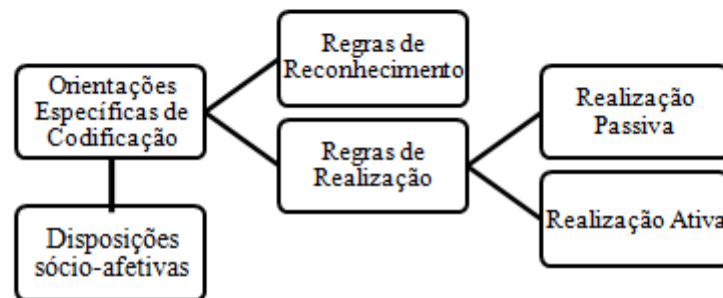 Orientações
Específicas de
Codificação
Disposições
sócio-afetivas
Regras de
Reconhecimento
Regras de
Realização
Realização
Passiva
Realização Ativa